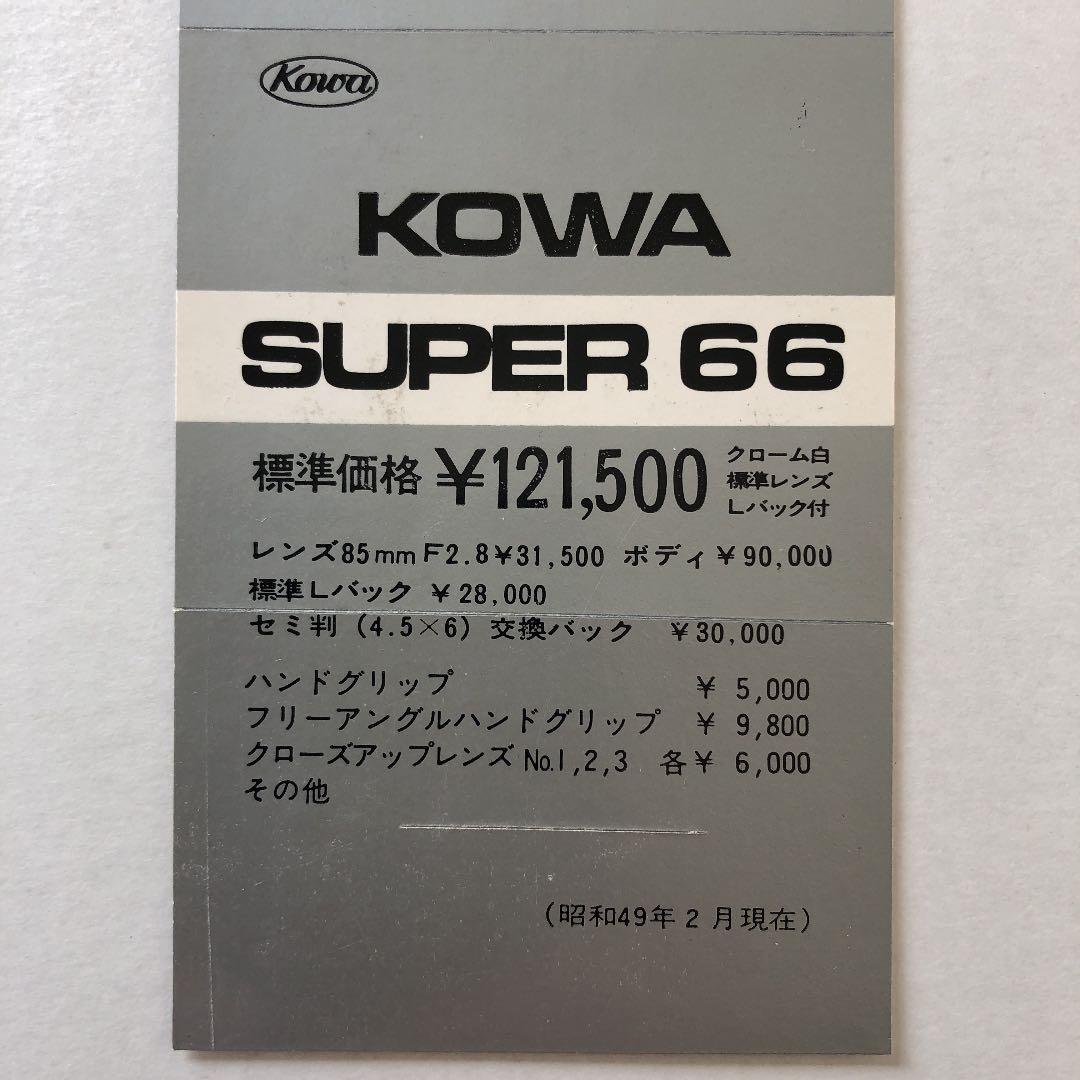 Kowa
KOWA
SUPER 66
標準価格 ¥121,500 クローム白
標準レンズ
Lバック付
レンズ85mm F2.8¥31,500 ボディ ¥90,000
標準Lバック ¥28,000
セミ判 (4.5×6) 交換バック ¥30,000
ハンドグリップ ¥ 5,000
フリーアングルハンドグリップ ¥ 9,800
クローズアップレンズ No.1,2,3 各¥ 6,000
その他
(昭和49年2月現在)